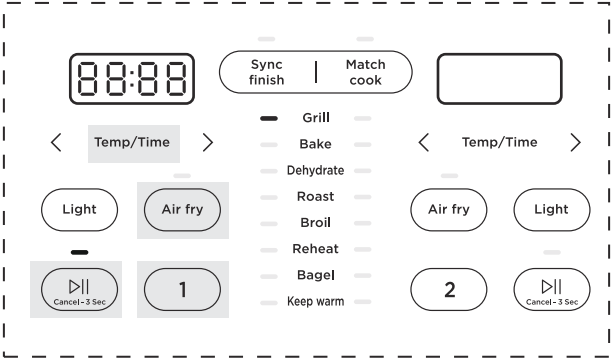 88:88
Sync finish
Match cook
Temp/Time
Temp/Time
Grill
Bake
Dehydrate
Roast
Broil
Reheat
Bagel
Keep warm
Light
Air fry
Air fry
Light
Cancel - 3 Sec
1
2
Cancel - 3 Sec